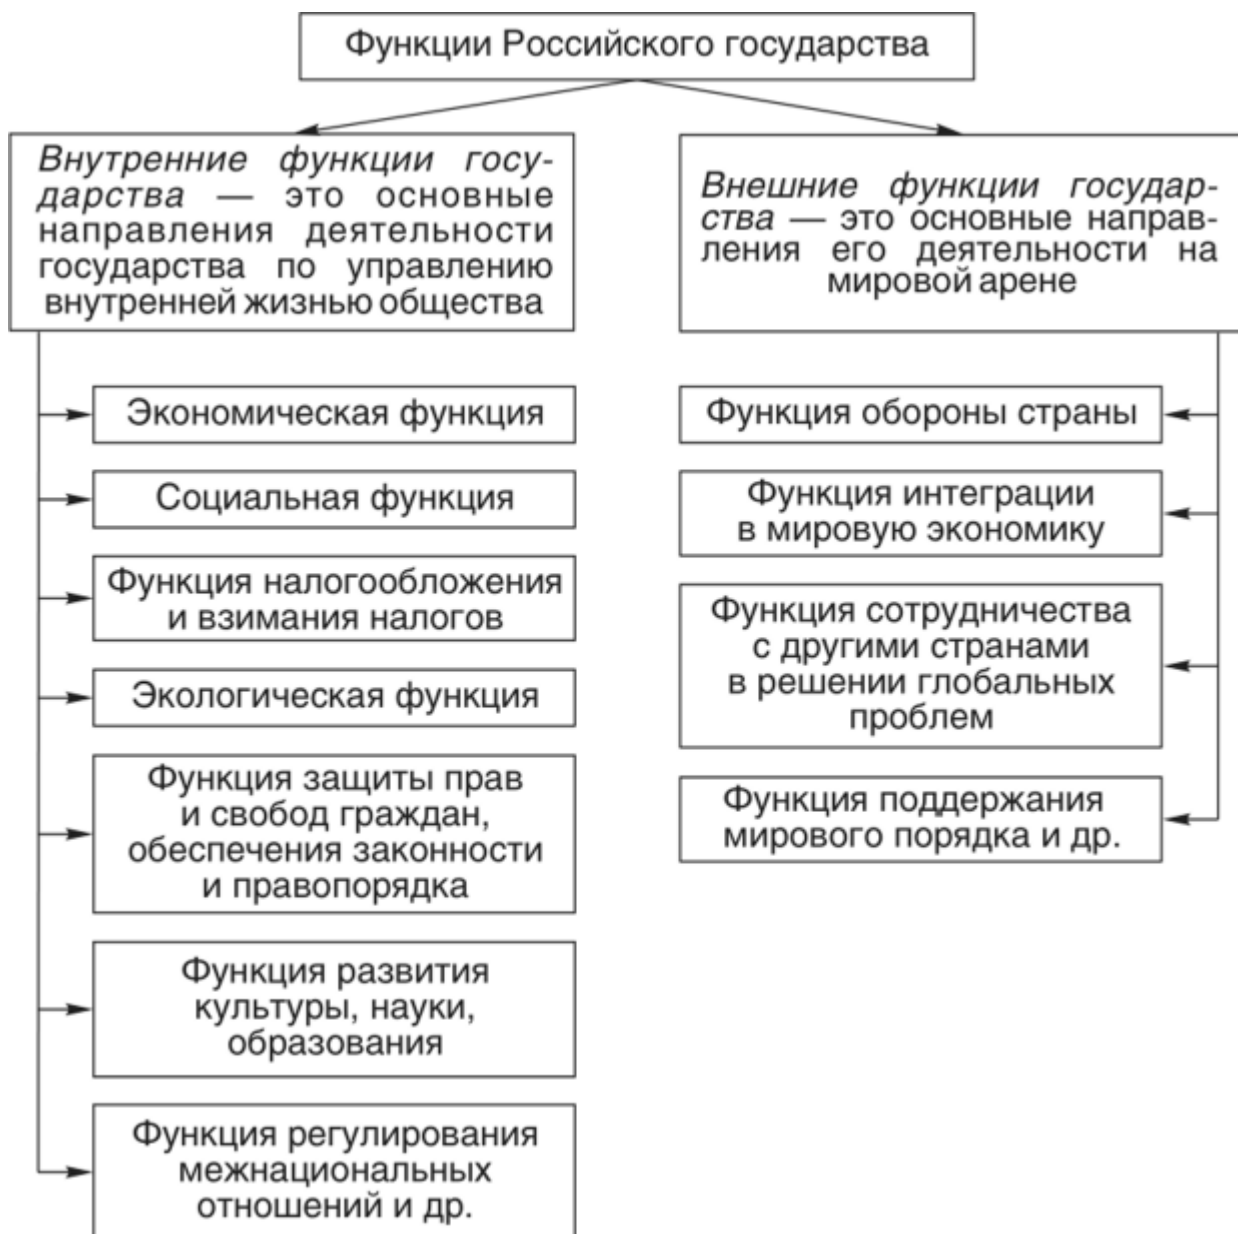 Функции Российского государства
Внутренние функции госу-
дарства — это основные
направления деятельности
государства по управлению
внутренней жизнью общества
Экономическая функция
Социальная функция
Функция налогообложения
и взимания налогов
Экологическая функция
Функция защиты прав
и свобод граждан,
обеспечения законности
и правопорядка
Функция развития
культуры, науки,
образования
Функция регулирования
межнациональных
отношений и др.
Внешние функции государ-
ства — это основные направ-
ления его деятельности на
мировой арене
Функция обороны страны
Функция интеграции
в мировую экономику
Функция сотрудничества
с другими странами
в решении глобальных
проблем
Функция поддержания
мирового порядка и др.